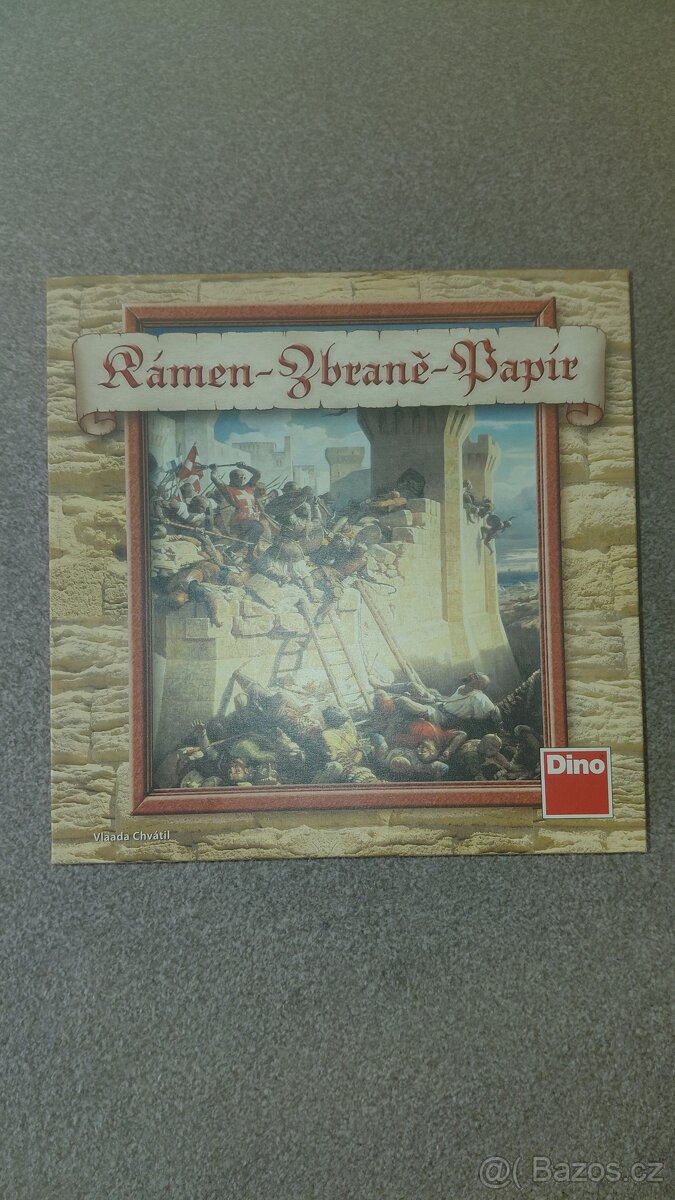 Kámen-Zbraně-Papír
Dino
Vlaada Chvátil
@( Bazos.cz